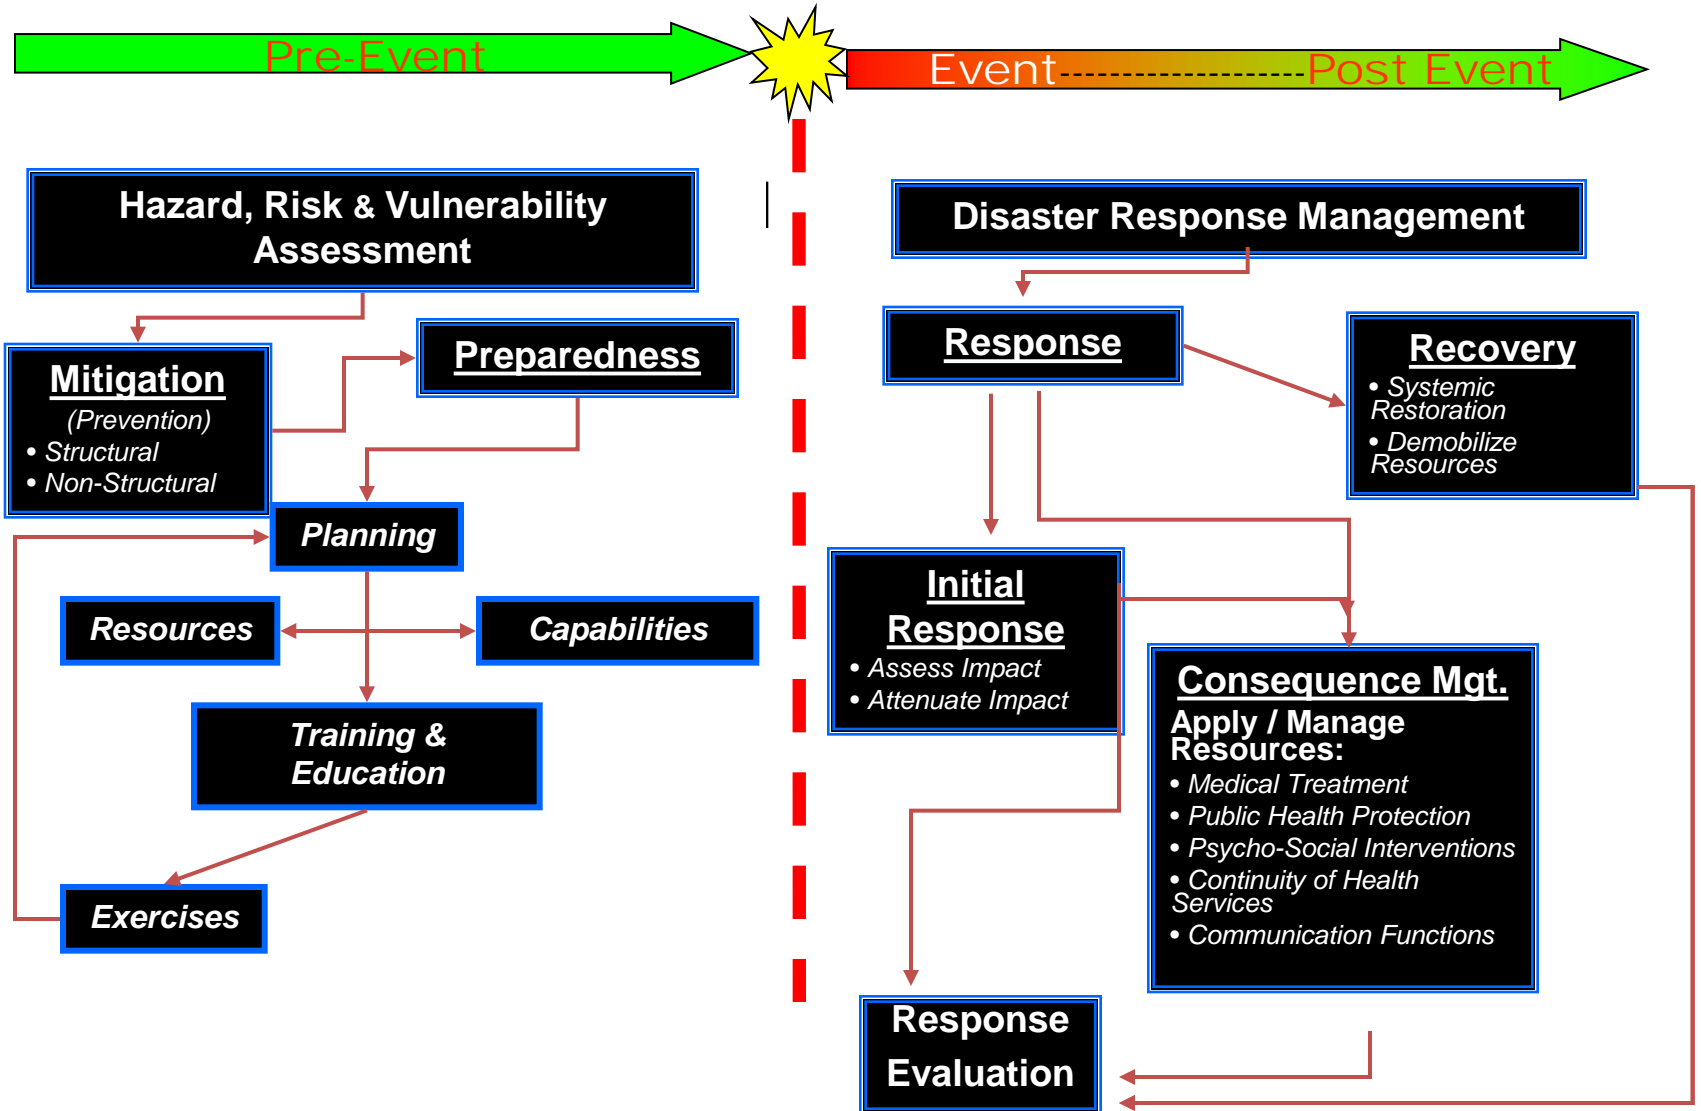 Pre-Event
Event-------------------Post Event
Hazard, Risk & Vulnerability
Assessment
Mitigation
(Prevention)
• Structural
• Non-Structural
Preparedness
Planning
Resources
Capabilities
Training &
Education
Exercises
Disaster Response Management
Response
Recovery
• Systemic
Restoration
• Demobilize
Resources
Initial
Response
• Assess Impact
• Attenuate Impact
Consequence Mgt.
Apply / Manage
Resources:
• Medical Treatment
• Public Health Protection
• Psycho-Social Interventions
• Continuity of Health
Services
• Communication Functions
Response
Evaluation